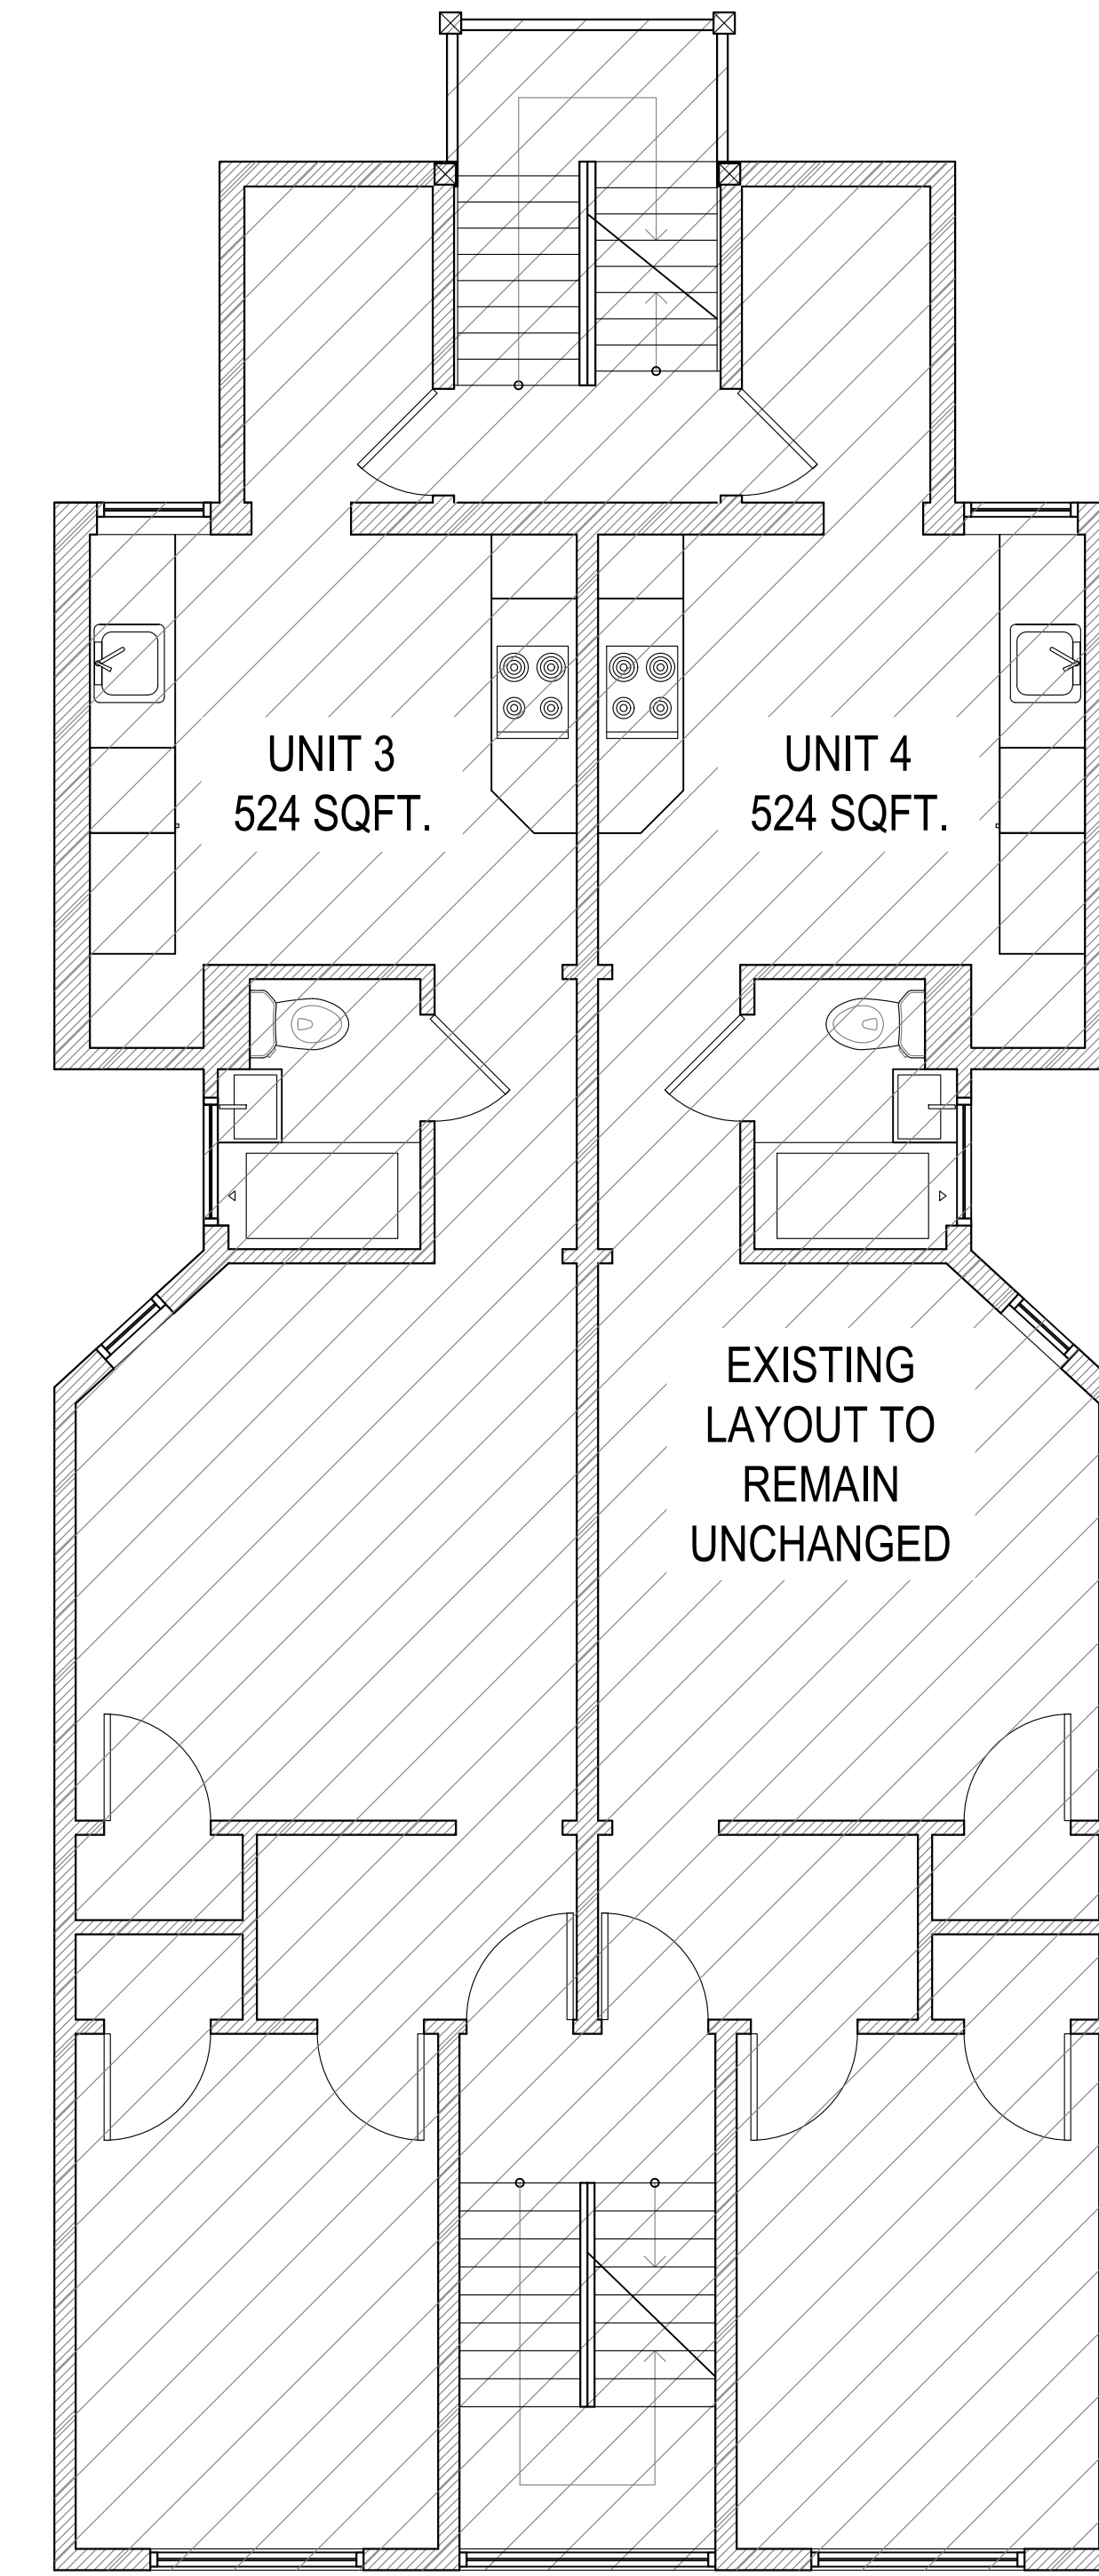 UNIT 3
524 SQFT.
UNIT 4
524 SQFT.
EXISTING
LAYOUT TO
REMAIN
UNCHANGED